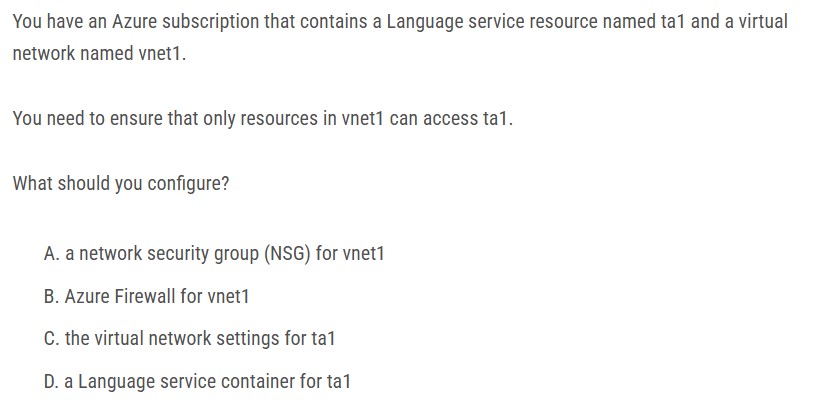 You have an Azure subscription that contains a Language service resource named ta1 and a virtual
network named vnet1.
You need to ensure that only resources in vnet1 can access ta1.
What should you configure?
A. a network security group (NSG) for vnet1
B. Azure Firewall for vnet1
C. the virtual network settings for ta1
D. a Language service container for ta1